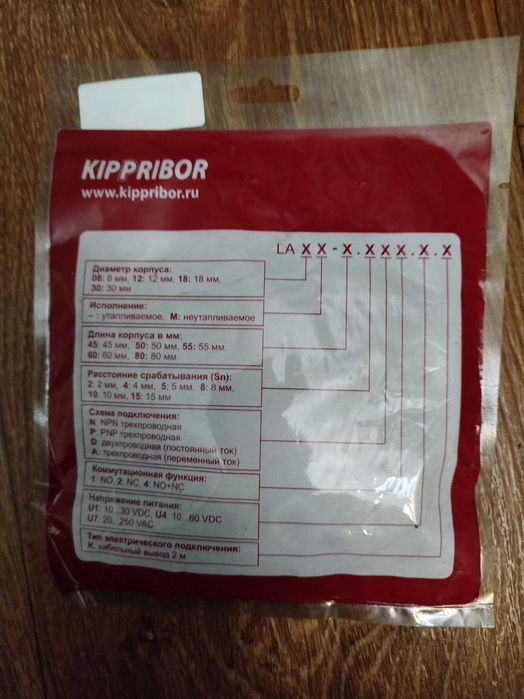 KIPPRIBOR
www.kippribor.ru
LA X X - X . X X X . X . X
Диаметр корпуса:
08: 8 мм, 12: 12 мм, 18: 18 мм,
30: 30 мм
Исполнение:
– : утапливаемое, М: неутапливаемое
Длина корпуса в мм:
45: 45 мм, 50: 50 мм, 55: 55 мм,
60: 60 мм, 80: 80 мм
Расстояние срабатывания (Sn):
2: 2 мм, 4: 4 мм, 5: 5 мм, 8: 8 мм,
10: 10 мм, 15: 15 мм
Схема подключения:
N: NPN трехпроводная
P: PNP трехпроводная
D: двухпроводная (постоянный ток)
A: трехпроводная (переменный ток)
Коммутационная функция:
1: NO, 2: NC, 4: NO+NC
Напряжение питания:
U1: 10...30 VDC, U4: 10...60 VDC
U7: 20...250 VAC
Тип электрического подключения:
K: кабельный вывод 2 м